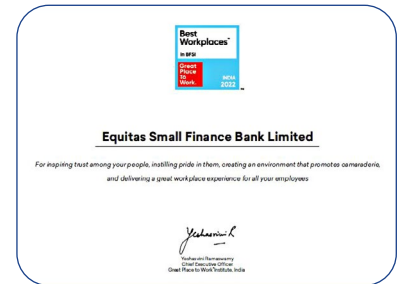 Best
Workplaces™
in BFSI
Great
Place
To
Work®
INDIA
2022
Equitas Small Finance Bank Limited
For inspiring trust among your people, instilling pride in them, creating an environment that promotes camaraderie,
and delivering a great workplace experience for all your employees
Yeshasvini R
Yeshasvini Ramaswamy
Chief Executive Officer
Great Place to Work® Institute, India